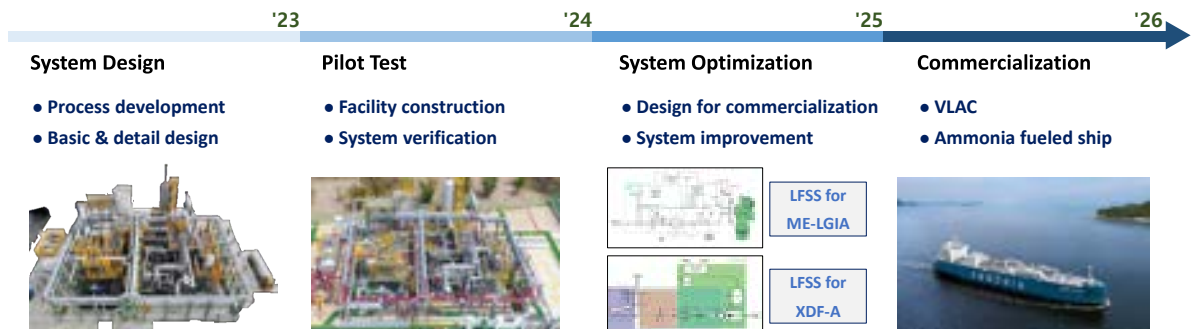 '23
'24
'25
'26
System Design
Pilot Test
System Optimization
Commercialization
● Process development
● Basic & detail design
● Facility construction
● System verification
● Design for commercialization
● System improvement
● VLAC
● Ammonia fueled ship
LFSS for
ME-LGIA
LFSS for
XDF-A